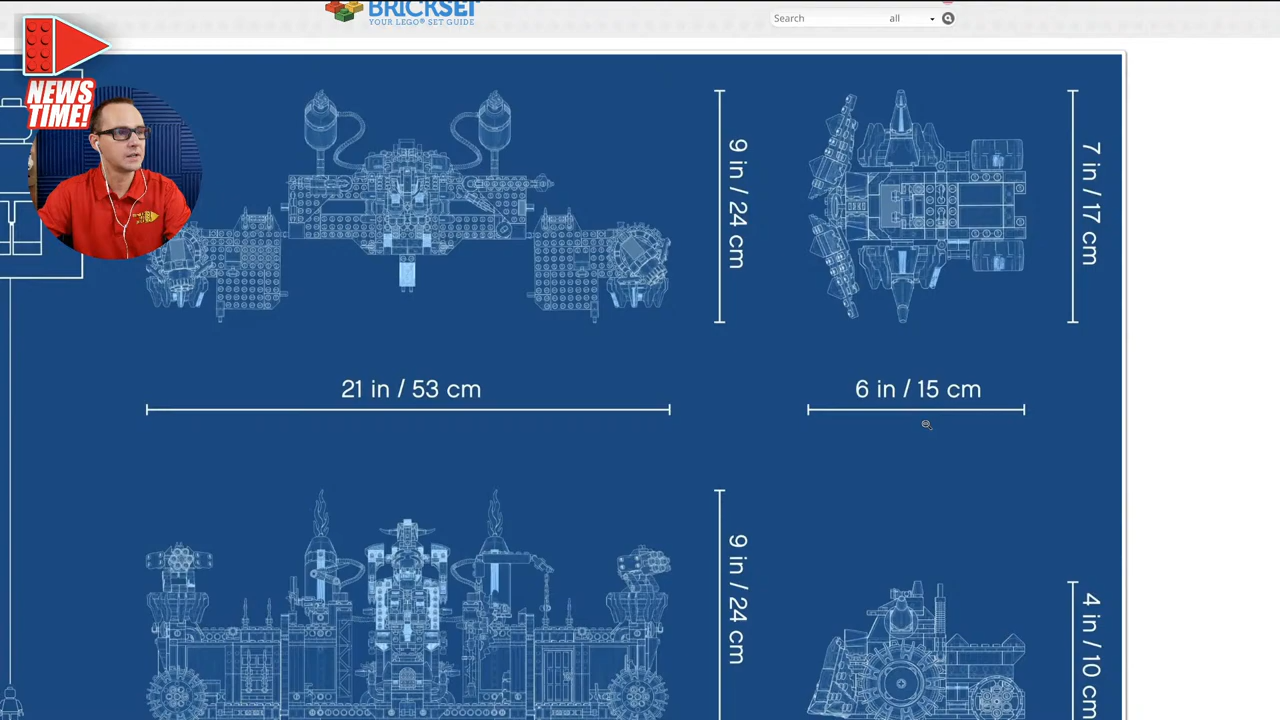 BRICKSET
YOUR LEGO® SET GUIDE
Search
all
NEWS
TIME!
9 in / 24 cm
7 in / 17 cm
21 in / 53 cm
6 in / 15 cm
9 in / 24 cm
4 in / 10 cm